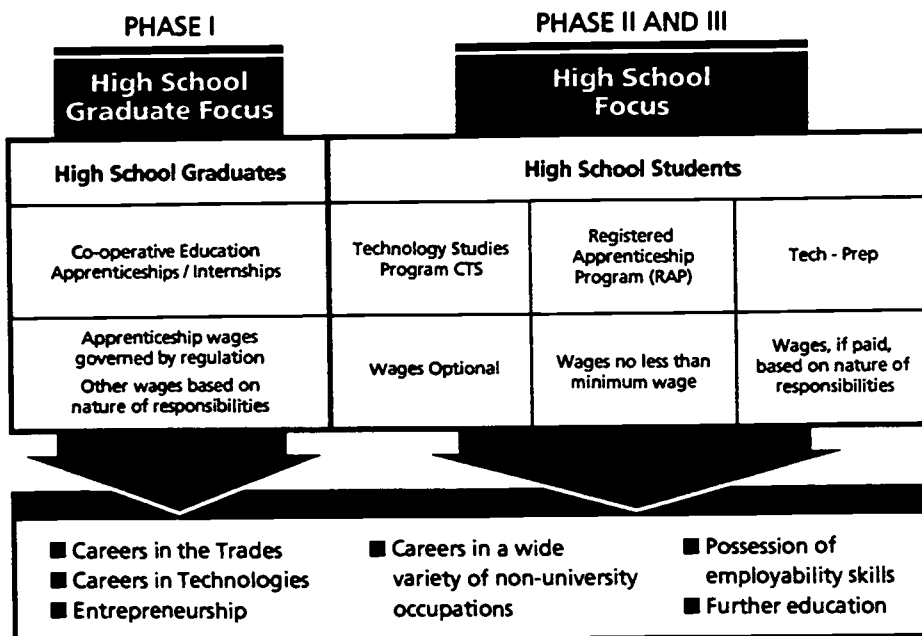 PHASE I
PHASE II AND III
High School
Graduate Focus
High School
Focus
High School Graduates
High School Students
Co-operative Education
Apprenticeships / Internships
Technology Studies
Program CTS
Registered
Apprenticeship
Program (RAP)
Tech - Prep
Apprenticeship wages
governed by regulation
Other wages based on
nature of responsibilities
Wages Optional
Wages no less than
minimum wage
Wages, if paid,
based on nature of
responsibilities
■ Careers in the Trades
■ Careers in Technologies
■ Entrepreneurship
■ Careers in a wide
variety of non-university
occupations
■ Possession of
employability skills
■ Further education